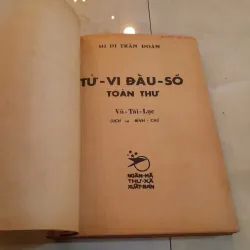 HI DI TRẦN ĐOÀN
TỬ-VI ĐẨU-SỐ
TOÀN THƯ
Vũ-Tài-Lục
DỊCH và BÌNH-CHÚ
NGÂN-HÀ
THƯ-XÃ
XUẤT-BẢN